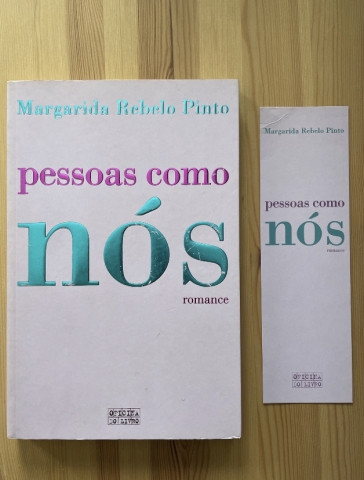 Margarida Rebelo Pinto
pessoas como
nós
romance
OFICINA
DO LIVRO
Margarida Rebelo Pinto
pessoas como
nós
romance
OFICINA
DO LIVRO